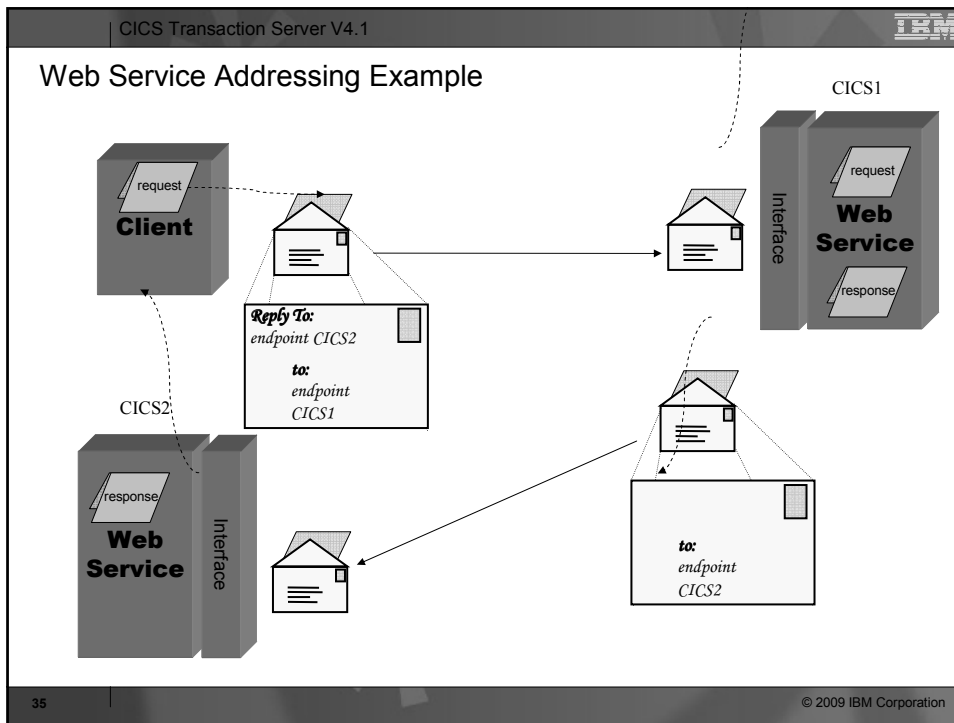 CICS Transaction Server V4.1
IBM
Web Service Addressing Example
CICS1
request
Client
Interface
request
Web
Service
response
Reply To:
endpoint CICS2
to:
endpoint
CICS1
CICS2
response
Web
Service
Interface
to:
endpoint
CICS2
35
© 2009 IBM Corporation